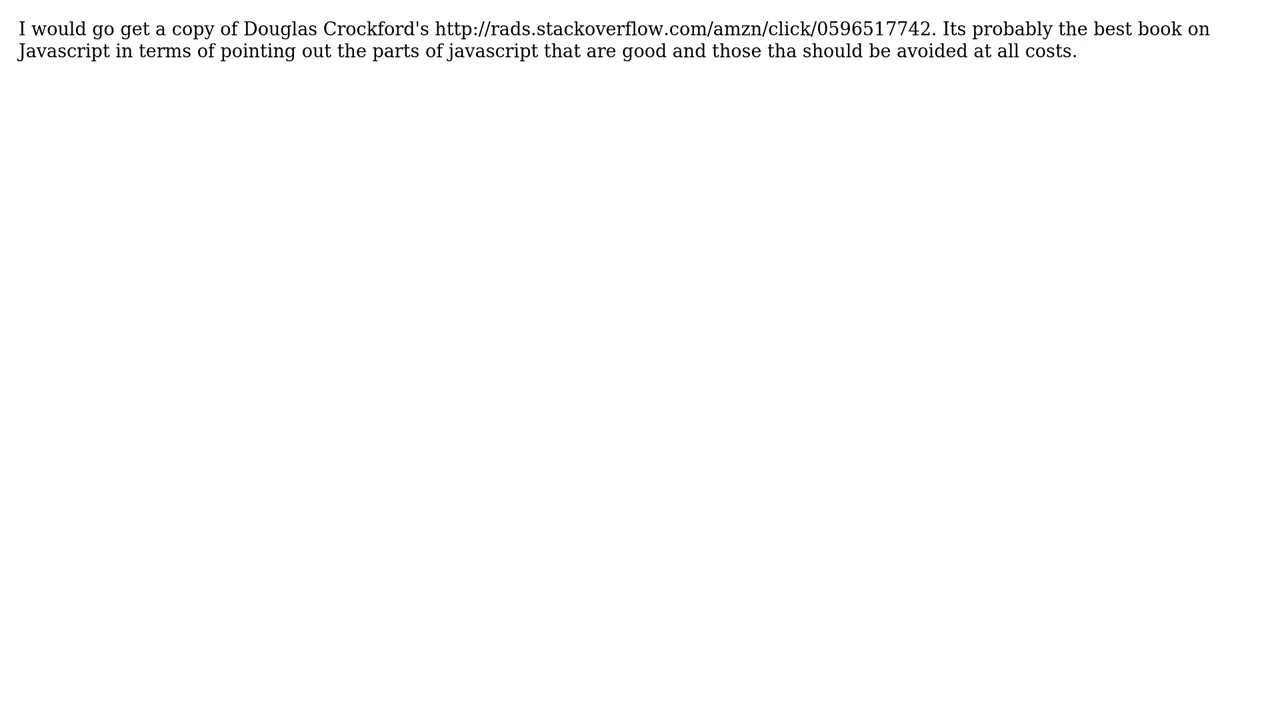 I would go get a copy of Douglas Crockford's http://rads.stackoverflow.com/amzn/click/0596517742. Its probably the best book on
Javascript in terms of pointing out the parts of javascript that are good and those tha should be avoided at all costs.